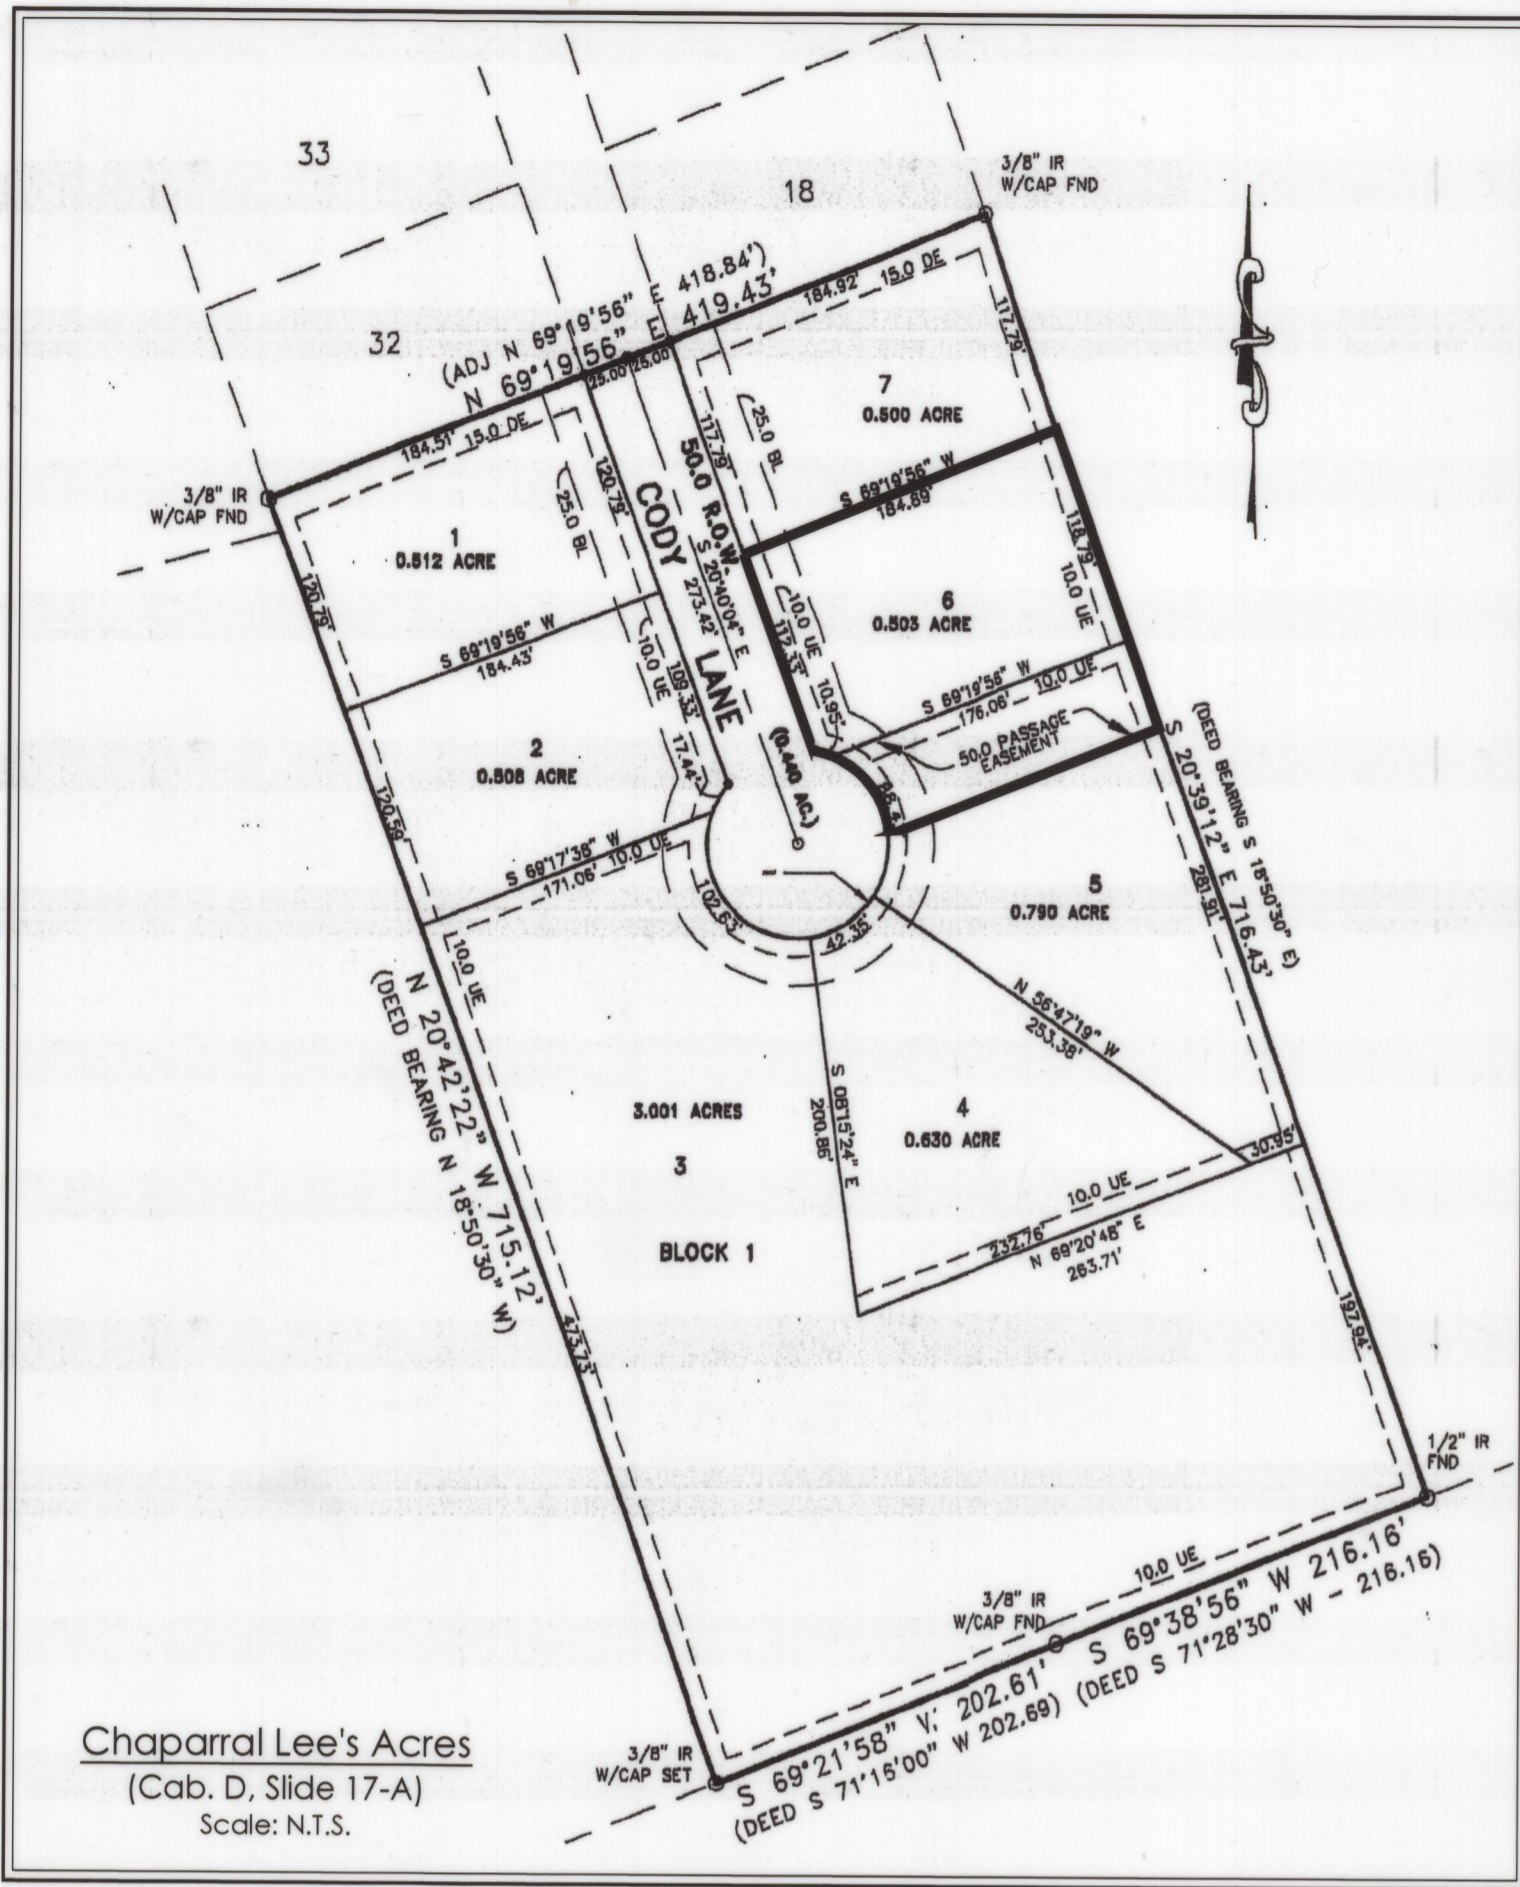 33
18
3/8" IR
W/CAP FND
32
(ADJ N 69°19'56" E 418.84')
N 69°19'56" E 419.43'
184.92' 15.0 DE
25.00' 25.00'
184.51' 15.0 DE
3/8" IR
W/CAP FND
117.79'
7
0.500 ACRE
25.0 BL
117.79'
50.0 R.O.W.
S 20°40'04" E
273.42'
CODY LANE
(0.440 AC.)
120.79'
25.0 BL
1
0.512 ACRE
120.79'
S 69°19'56" W
184.43'
S 69°19'56" W
184.89'
118.79'
10.0 UE
6
0.503 ACRE
10.0 UE
112.33'
10.95'
S 69°19'56" W
176.06' 10.0 UE
50.0 PASSAGE
EASEMENT
10.0 UE
109.33'
17.44'
2
0.508 ACRE
120.59'
S 69°17'38" W
171.06' 10.0 UE
102.63'
42.35'
5
0.790 ACRE
S 20°39'12" E 716.43'
(DEED BEARING S 18°50'30" E)
281.91'
10.0 UE
N 20°42'22" W 715.12'
(DEED BEARING N 18°50'30" W)
N 56°47'19" W
253.38'
S 08°15'24" E
200.86'
4
0.630 ACRE
3.001 ACRES
3
BLOCK 1
30.95'
10.0 UE
232.76'
N 69°20'48" E
263.71'
473.73'
197.94'
1/2" IR
FND
10.0 UE
3/8" IR
W/CAP FND
S 69°38'56" W 216.16'
(DEED S 71°28'30" W - 216.16)
S 69°21'58" 202.61'
(DEED S 71°16'00" W 202.69)
3/8" IR
W/CAP SET
Chaparral Lee's Acres
(Cab. D, Slide 17-A)
Scale: N.T.S.